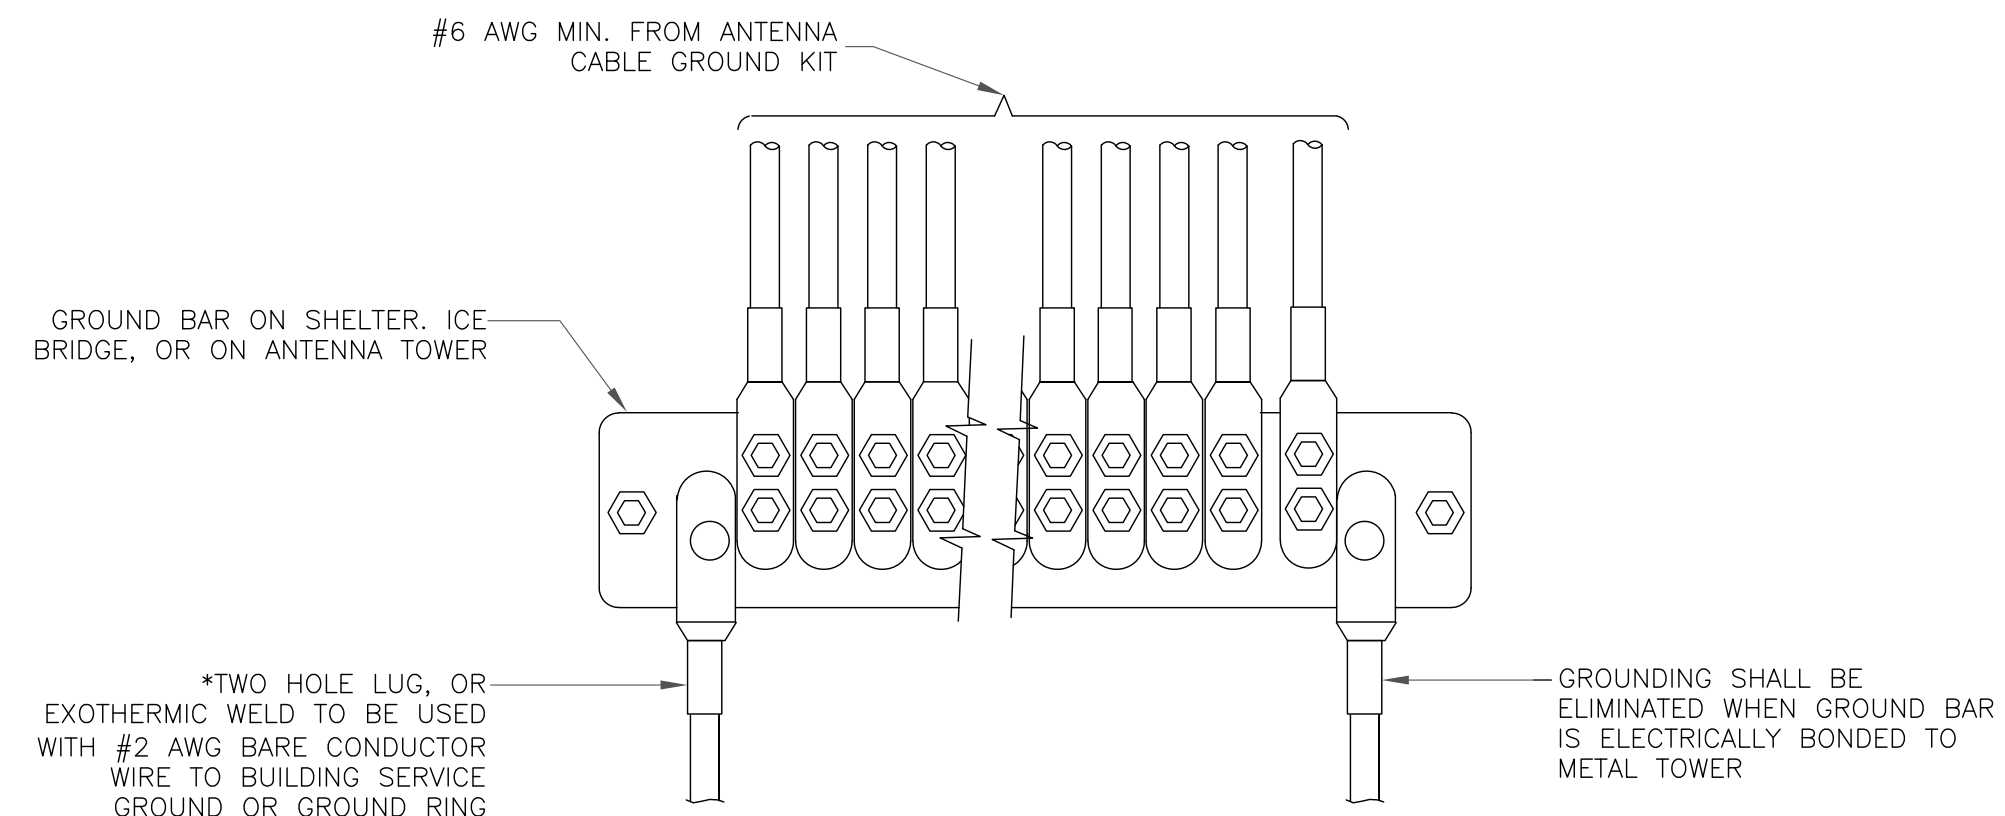 #6 AWG MIN. FROM ANTENNA
CABLE GROUND KIT
GROUND BAR ON SHELTER. ICE
BRIDGE, OR ON ANTENNA TOWER
*TWO HOLE LUG, OR
EXOTHERMIC WELD TO BE USED
WITH #2 AWG BARE CONDUCTOR
WIRE TO BUILDING SERVICE
GROUND OR GROUND RING
GROUNDING SHALL BE
ELIMINATED WHEN GROUND BAR
IS ELECTRICALLY BONDED TO
METAL TOWER